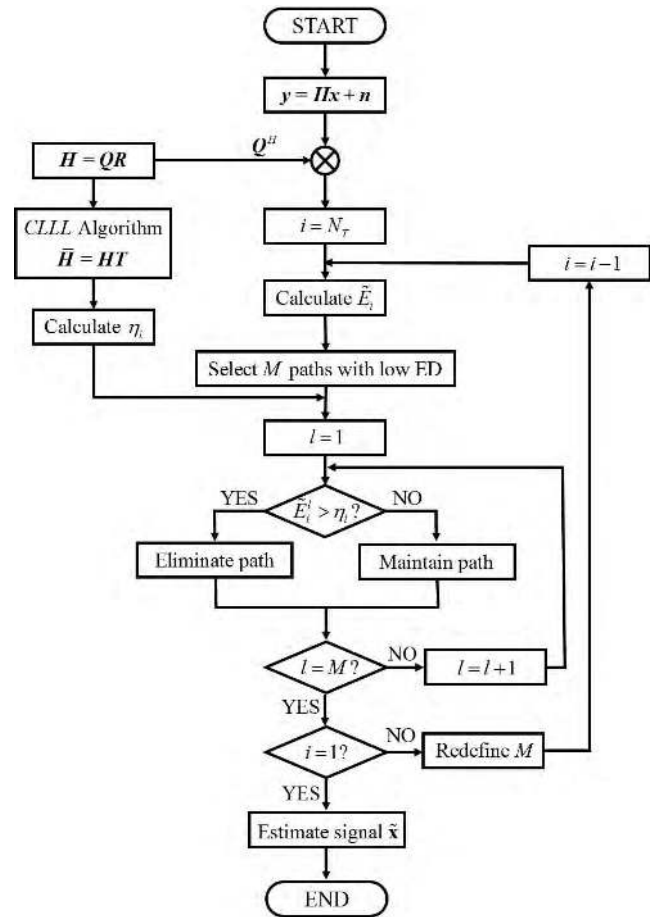 START
y = Hx + n
H = QR
Q^H
CLLL Algorithm
H̄ = HT
i = N_T
i = i−1
Calculate Ẽ_i
Calculate η_i
Select M paths with low ED
l = 1
YES
Ẽ_i^l > η_i?
NO
Eliminate path
Maintain path
l = M?
NO
l = l+1
YES
i = 1?
NO
Redefine M
YES
Estimate signal x̃
END